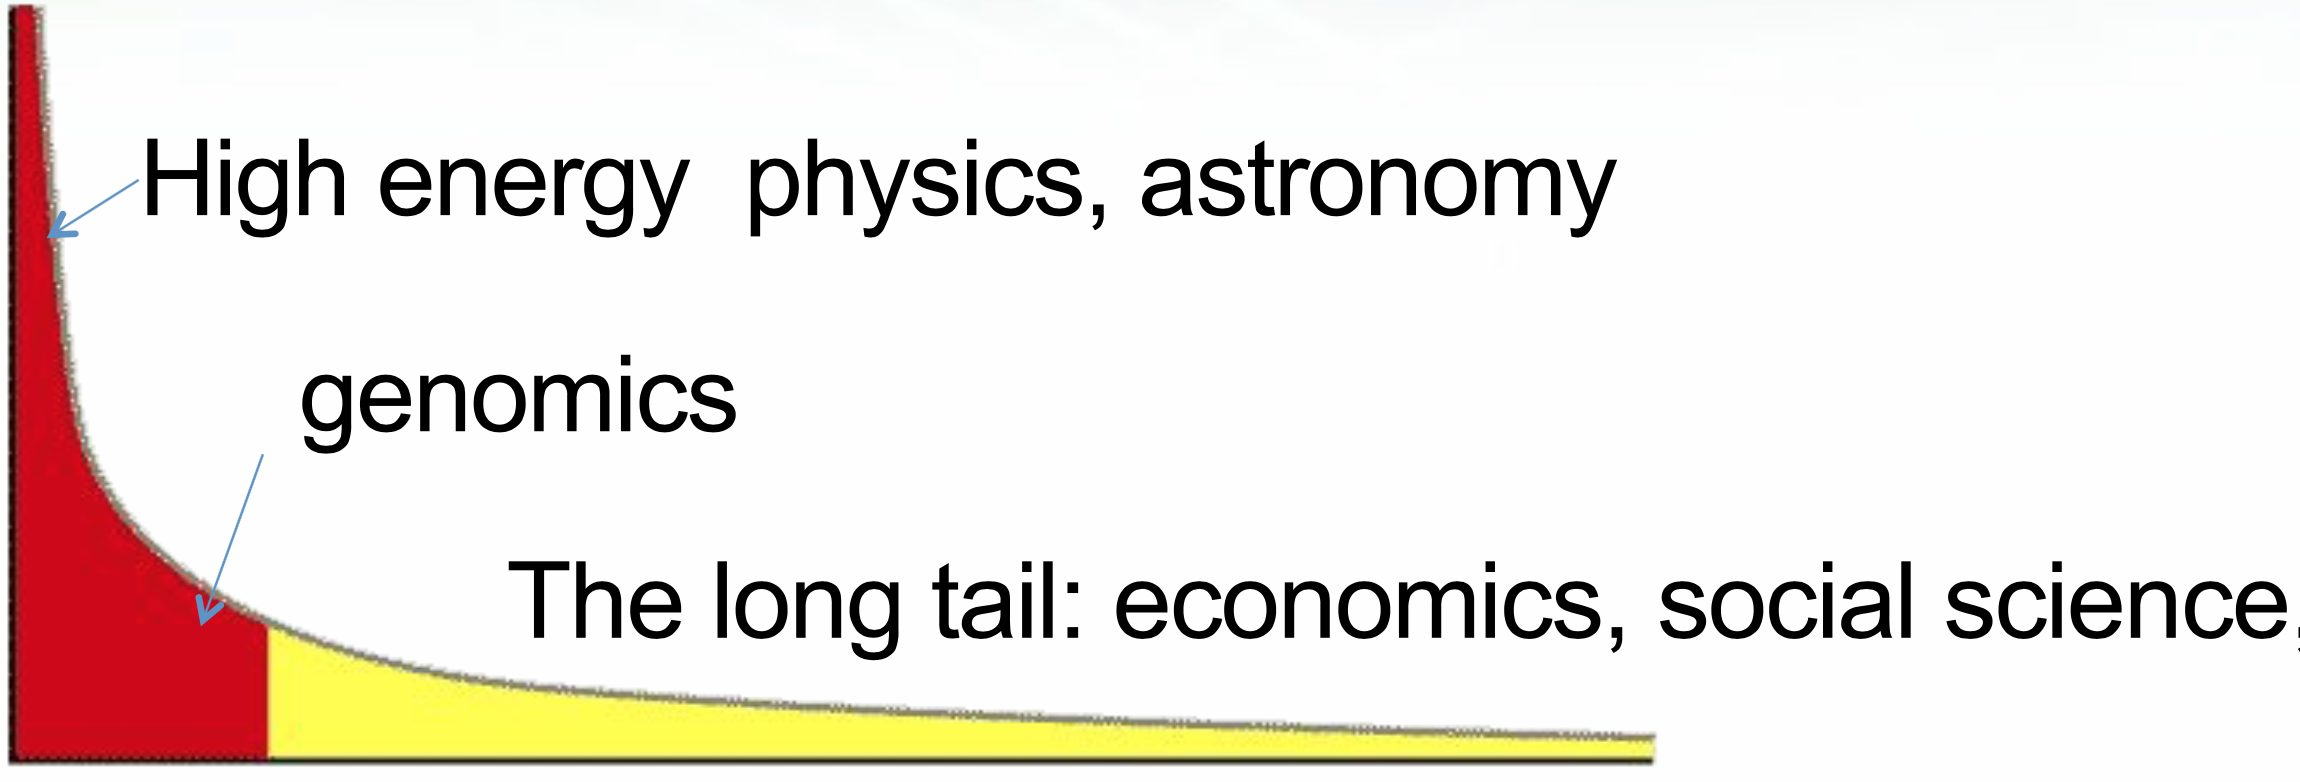 High energy  physics, astronomy
genomics
The long tail: economics, social science,